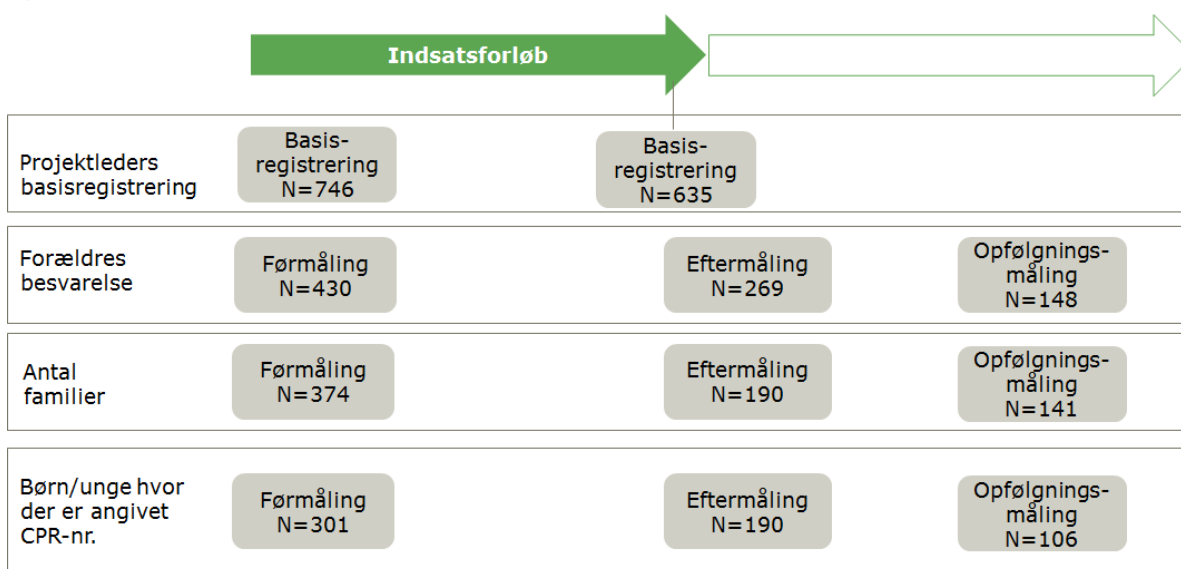 Indsatsforløb
Projektleders
basisregistrering
Basis-
registrering
N=746
Basis-
registrering
N=635
Forældres
besvarelse
Førmåling
N=430
Eftermåling
N=269
Opfølgnings-
måling
N=148
Antal
familier
Førmåling
N=374
Eftermåling
N=190
Opfølgnings-
måling
N=141
Børn/unge hvor
der er angivet
CPR-nr.
Førmåling
N=301
Eftermåling
N=190
Opfølgnings-
måling
N=106